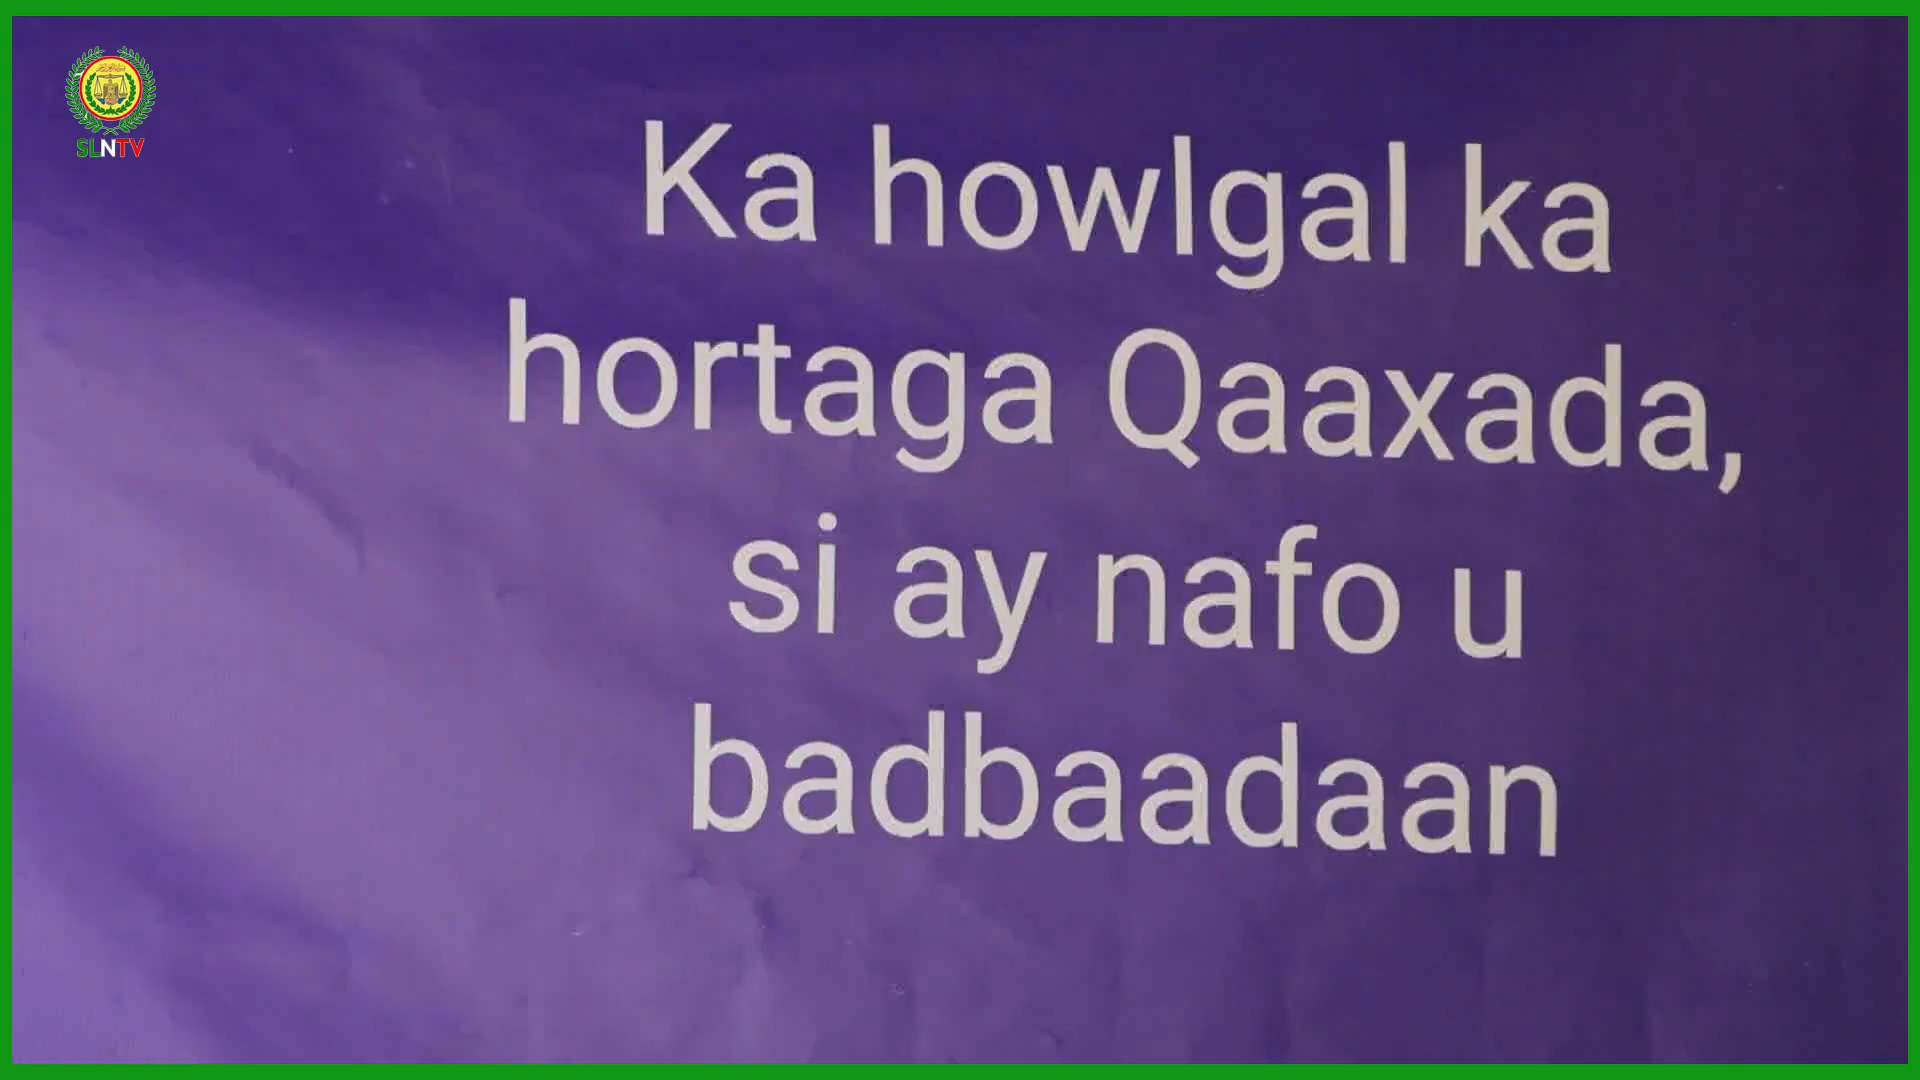 SLNTV
Ka howlgal ka
hortaga Qaaxada,
si ay nafo u
badbaadaan